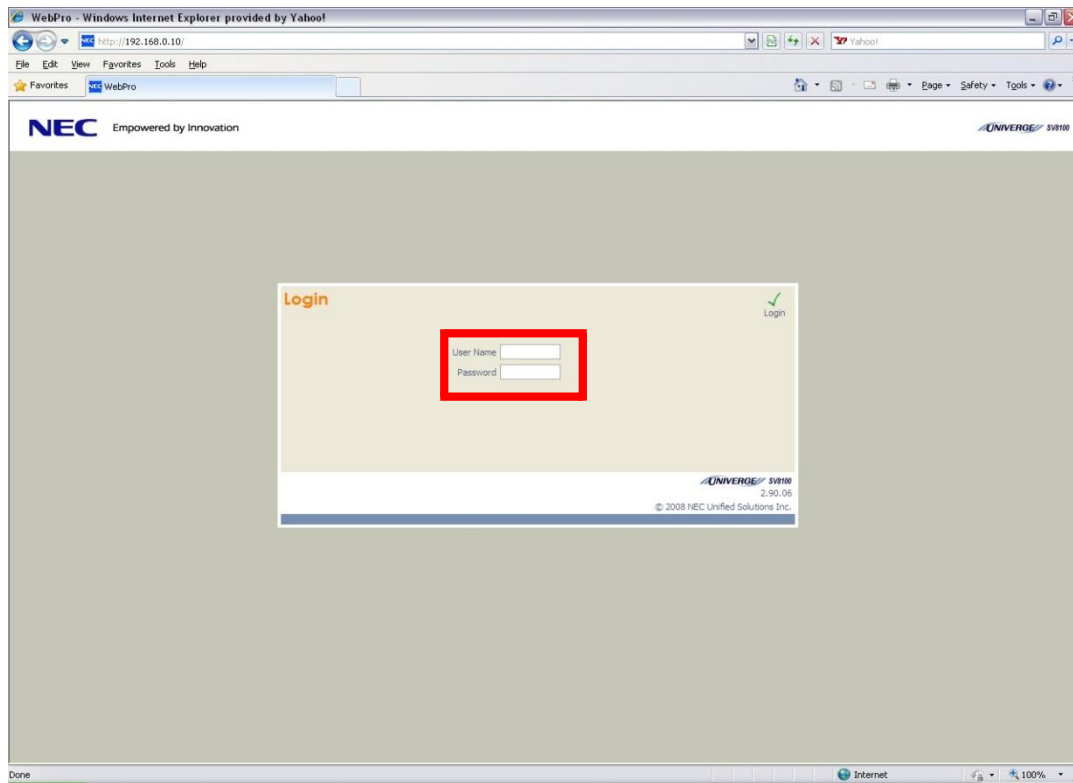 WebPro - Windows Internet Explorer provided by Yahoo!
NEC http://192.168.0.10/
Y! Yahoo!
File Edit View Favorites Tools Help
Favorites NEC WebPro
Page Safety Tools
NEC Empowered by Innovation
UNIVERGE SV8100
Login
Login
User Name
Password
UNIVERGE SV8100
2.90.06
© 2008 NEC Unified Solutions Inc.
Done Internet 100%